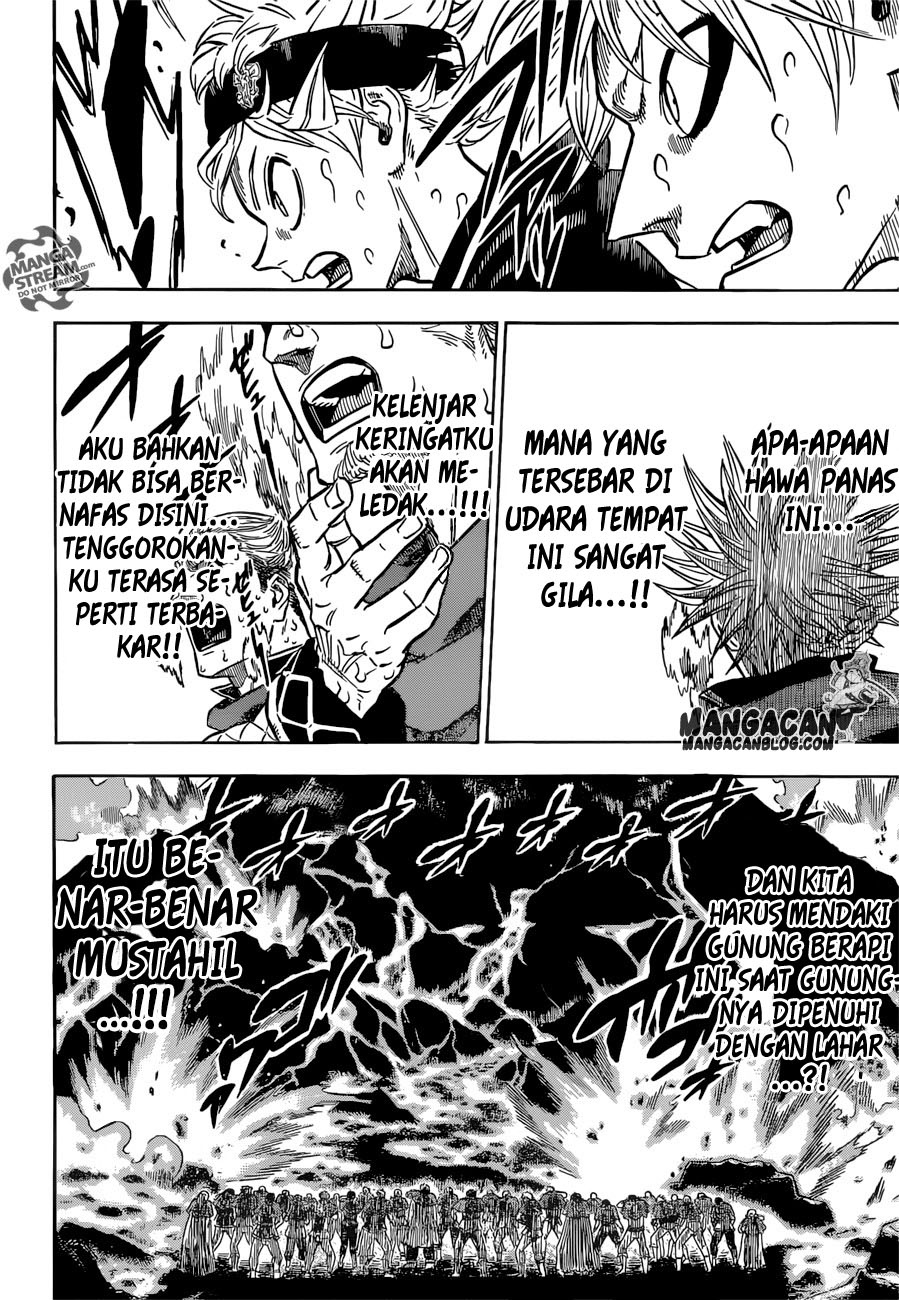 MANGA
STREAM.com
DO NOT MIRROR
APA-APAAN
HAWA PANAS
INI...
MANA YANG
TERSEBAR DI
UDARA TEMPAT
INI SANGAT
GILA...!!
KELENJAR
KERINGATKU
AKAN ME-
LEDAK...!!!
AKU BAHKAN
TIDAK BISA BER-
NAFAS DISINI...
TENGGOROKAN-
KU TERASA SE-
PERTI TERBA-
KAR!!
MANGACAN
MANGACANBLOG.COM
DAN KITA
HARUS MENDAKI
GUNUNG BERAPI
INI SAAT GUNUNG-
NYA DIPENUHI
DENGAN LAHAR
...?!
ITU BE-
NAR-BENAR
MUSTAHIL
...!!!